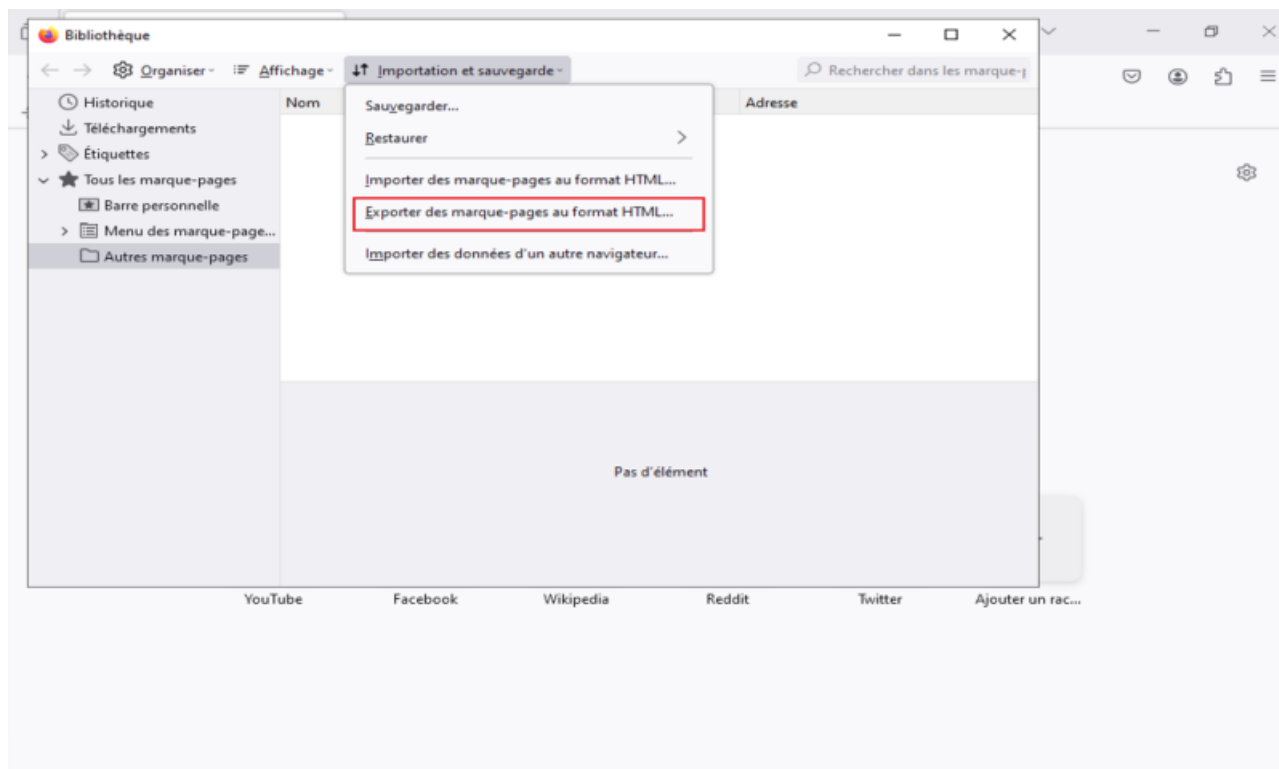 Bibliothèque
Organiser
Affichage
Importation et sauvegarde
Rechercher dans les marque-p
Historique
Téléchargements
Étiquettes
Tous les marque-pages
Barre personnelle
Menu des marque-page...
Autres marque-pages
Nom
Adresse
Sauvegarder...
Restaurer
Importer des marque-pages au format HTML...
Exporter des marque-pages au format HTML...
Importer des données d'un autre navigateur...
Pas d'élément
YouTube
Facebook
Wikipedia
Reddit
Twitter
Ajouter un rac...